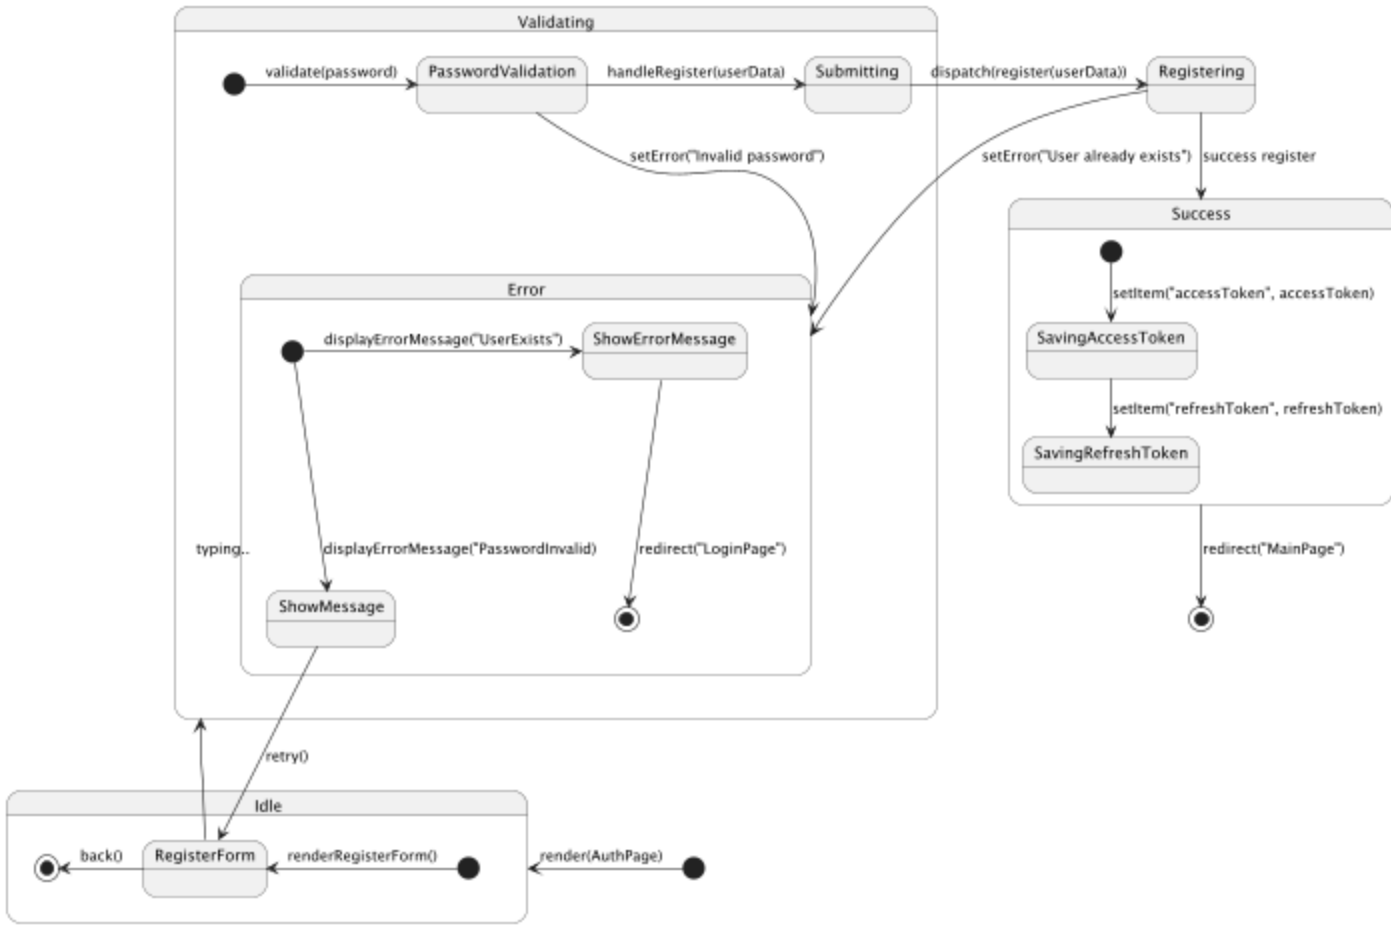 Validating
validate(password)
PasswordValidation
handleRegister(userData)
Submitting
dispatch(register(userData))
Registering
setError("Invalid password")
setError("User already exists")
success register
Success
setItem("accessToken", accessToken)
SavingAccessToken
setItem("refreshToken", refreshToken)
SavingRefreshToken
redirect("MainPage")
Error
displayErrorMessage("UserExists")
ShowErrorMessage
typing..
displayErrorMessage("PasswordInvalid)
redirect("LoginPage")
ShowMessage
retry()
Idle
back()
RegisterForm
renderRegisterForm()
render(AuthPage)